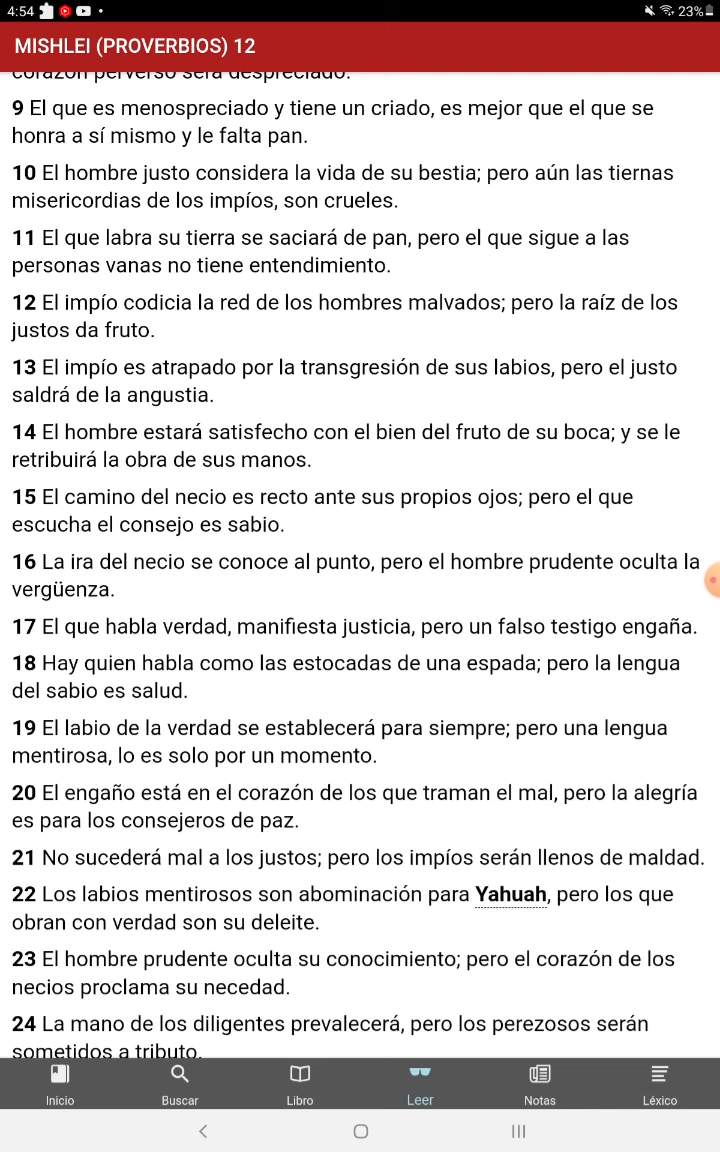 4:54
23%
MISHLEI (PROVERBIOS) 12
corazón perverso será despreciado.
9 El que es menospreciado y tiene un criado, es mejor que el que se
honra a sí mismo y le falta pan.
10 El hombre justo considera la vida de su bestia; pero aún las tiernas
misericordias de los impíos, son crueles.
11 El que labra su tierra se saciará de pan, pero el que sigue a las
personas vanas no tiene entendimiento.
12 El impío codicia la red de los hombres malvados; pero la raíz de los
justos da fruto.
13 El impío es atrapado por la transgresión de sus labios, pero el justo
saldrá de la angustia.
14 El hombre estará satisfecho con el bien del fruto de su boca; y se le
retribuirá la obra de sus manos.
15 El camino del necio es recto ante sus propios ojos; pero el que
escucha el consejo es sabio.
16 La ira del necio se conoce al punto, pero el hombre prudente oculta la
vergüenza.
17 El que habla verdad, manifiesta justicia, pero un falso testigo engaña.
18 Hay quien habla como las estocadas de una espada; pero la lengua
del sabio es salud.
19 El labio de la verdad se establecerá para siempre; pero una lengua
mentirosa, lo es solo por un momento.
20 El engaño está en el corazón de los que traman el mal, pero la alegría
es para los consejeros de paz.
21 No sucederá mal a los justos; pero los impíos serán llenos de maldad.
22 Los labios mentirosos son abominación para Yahuah, pero los que
obran con verdad son su deleite.
23 El hombre prudente oculta su conocimiento; pero el corazón de los
necios proclama su necedad.
24 La mano de los diligentes prevalecerá, pero los perezosos serán
sometidos a tributo.
Inicio Buscar Libro Leer Notas Léxico